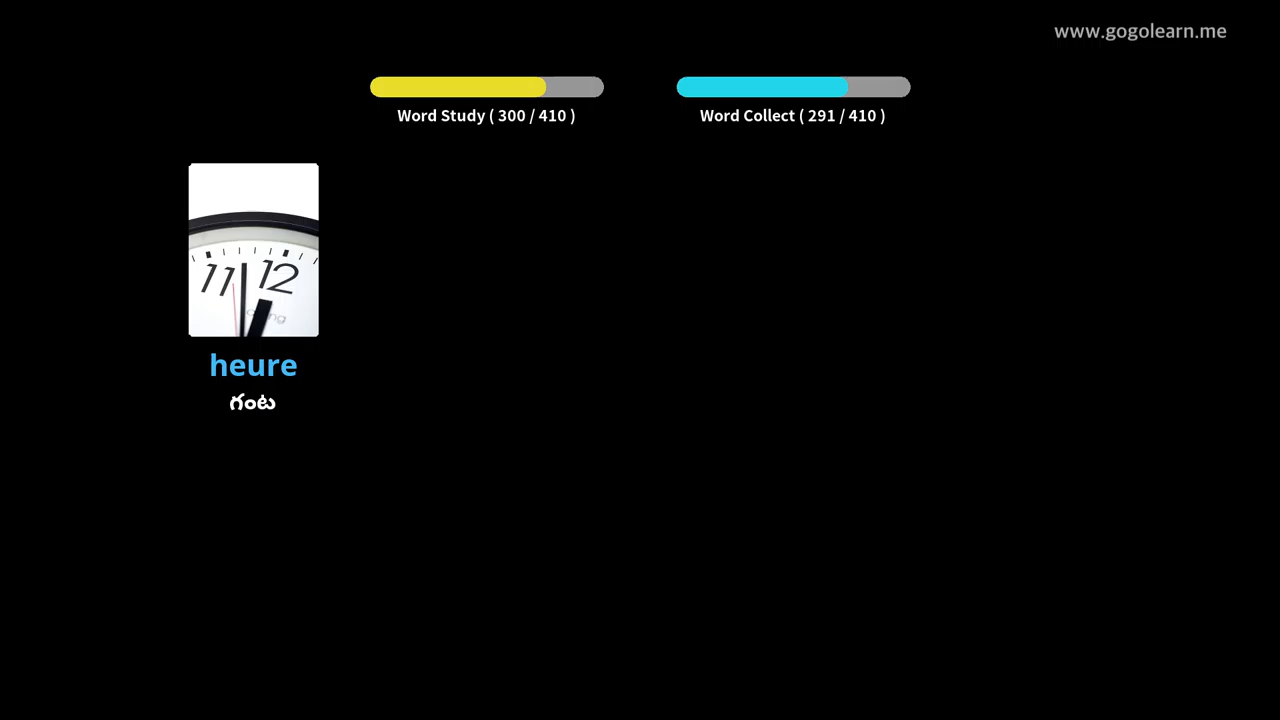 www.gogolearn.me
Word Study ( 300 / 410 )
Word Collect ( 291 / 410 )
11 12
heure
గంట